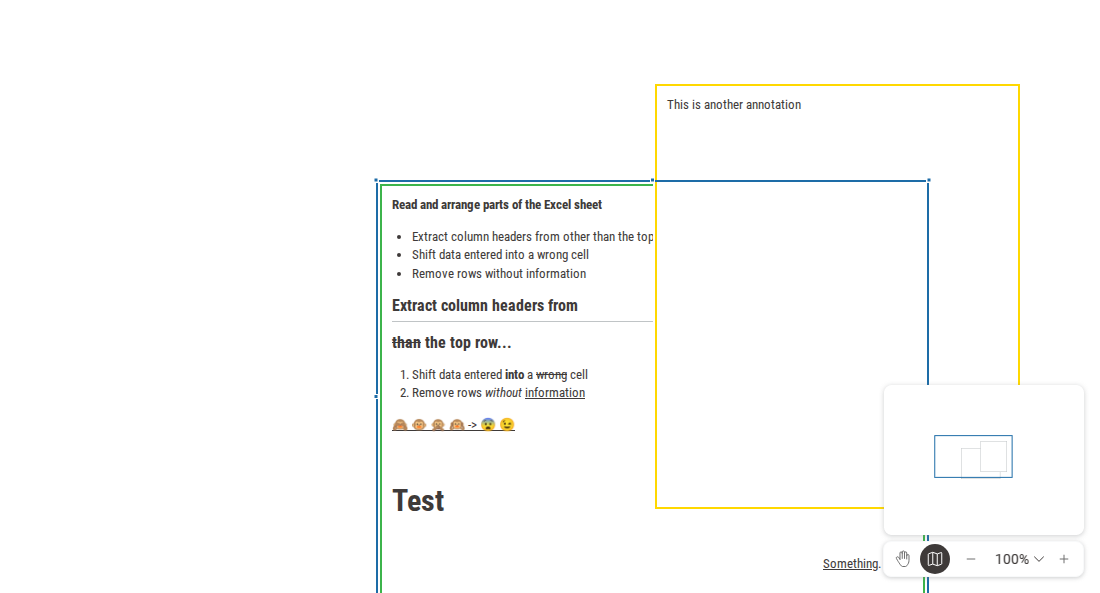 This is another annotation
Read and arrange parts of the Excel sheet
• Extract column headers from other than the top
• Shift data entered into a wrong cell
• Remove rows without information
Extract column headers from
than the top row...
1. Shift data entered into a wrong cell
2. Remove rows without information
🙈 🐵 🙊 🙉 -> 😨 😉
Test
Something.
100%